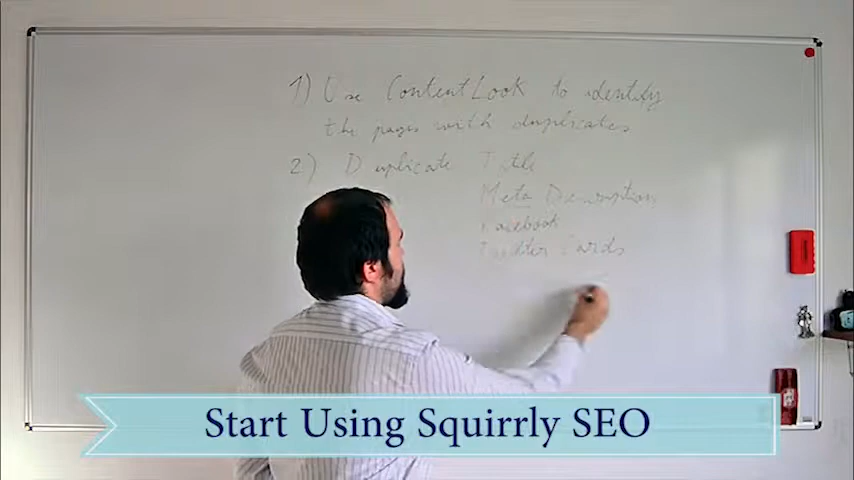 1) Use ContentLook to identify
the pages with duplicates
2) Duplicate Title
Meta Description
Facebook
Twitter Cards
Start Using Squirrly SEO